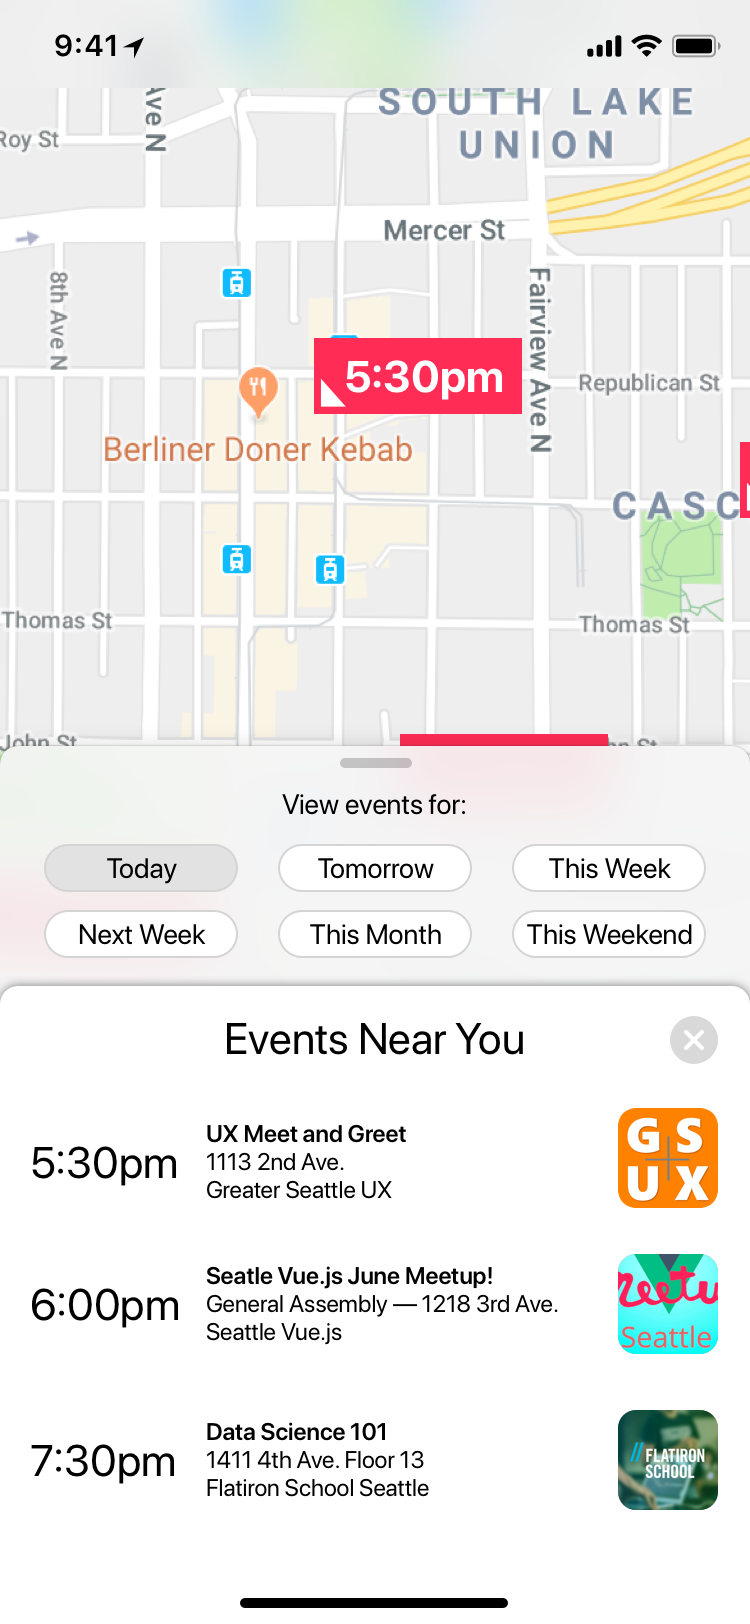 9:41
SOUTH LAKE
UNION
Ave N
Roy St
Mercer St
8th Ave N
Fairview Ave N
5:30pm
Republican St
Berliner Doner Kebab
CASC
Thomas St
Thomas St
John St
View events for:
Today
Tomorrow
This Week
Next Week
This Month
This Weekend
Events Near You
5:30pm
UX Meet and Greet
1113 2nd Ave.
Greater Seattle UX
GS
UX
6:00pm
Seatle Vue.js June Meetup!
General Assembly — 1218 3rd Ave.
Seattle Vue.js
Meetu
Seattle
7:30pm
Data Science 101
1411 4th Ave. Floor 13
Flatiron School Seattle
// FLATIRON
SCHOOL